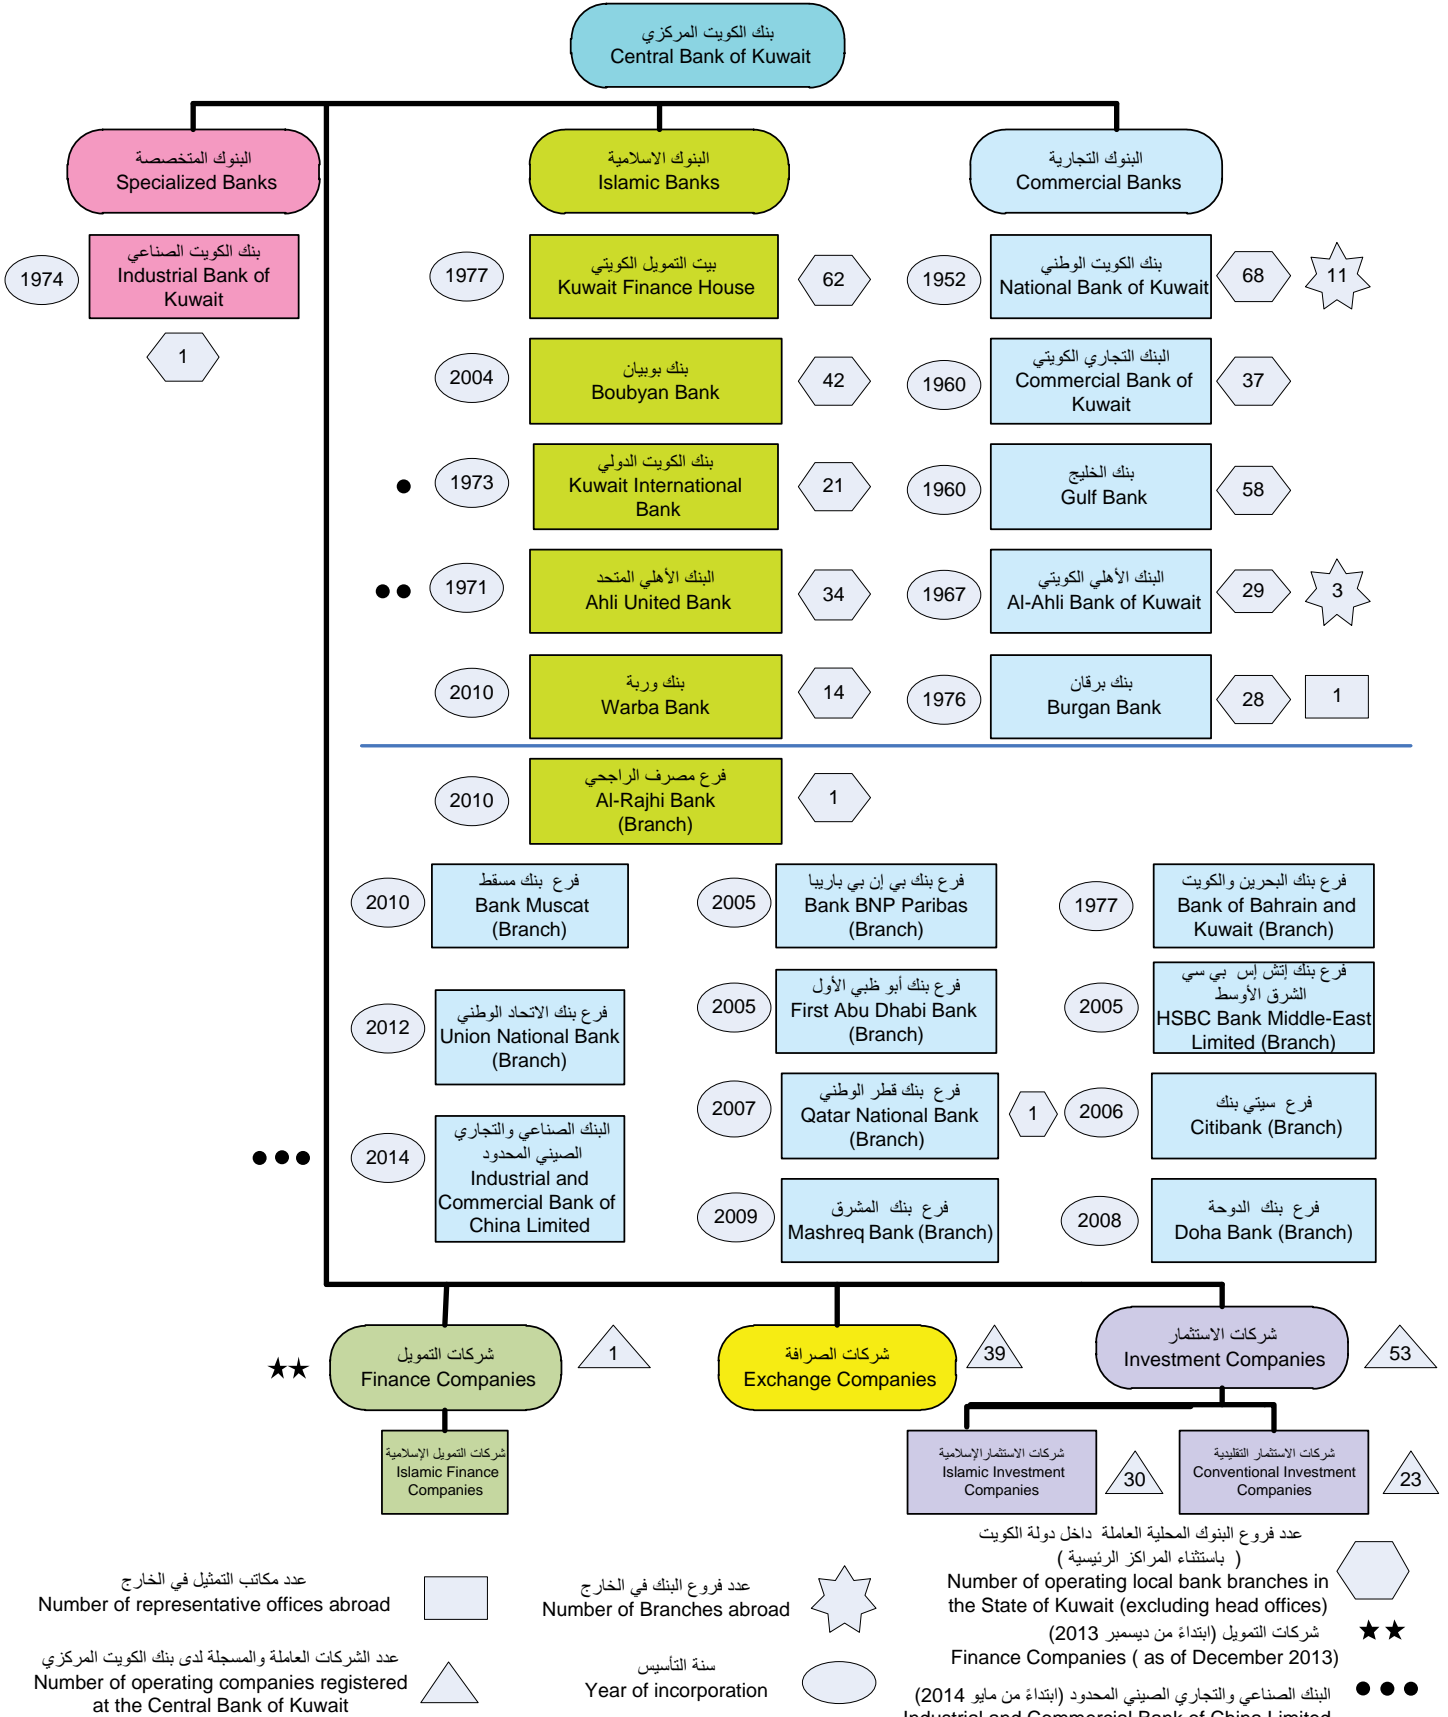 بنك الكويت المركزي
Central Bank of Kuwait
البنوك المتخصصة
Specialized Banks
البنوك الاسلامية
Islamic Banks
البنوك التجارية
Commercial Banks
1974
بنك الكويت الصناعي
Industrial Bank of
Kuwait
1
1977
بيت التمويل الكويتي
Kuwait Finance House
62
1952
بنك الكويت الوطني
National Bank of Kuwait
68
11
2004
بنك بوبيان
Boubyan Bank
42
1960
البنك التجاري الكويتي
Commercial Bank of
Kuwait
37
1973
بنك الكويت الدولي
Kuwait International
Bank
21
1960
بنك الخليج
Gulf Bank
58
1971
البنك الأهلي المتحد
Ahli United Bank
34
1967
البنك الأهلي الكويتي
Al-Ahli Bank of Kuwait
29
3
2010
بنك وربة
Warba Bank
14
1976
بنك برقان
Burgan Bank
28
1
2010
فرع مصرف الراجحي
Al-Rajhi Bank
(Branch)
1
2010
فرع بنك مسقط
Bank Muscat
(Branch)
2005
فرع بنك بي إن بي باريبا
Bank BNP Paribas
(Branch)
1977
فرع بنك البحرين والكويت
Bank of Bahrain and
Kuwait (Branch)
2012
فرع بنك الاتحاد الوطني
Union National Bank
(Branch)
2005
فرع بنك أبو ظبي الأول
First Abu Dhabi Bank
(Branch)
2005
فرع بنك إتش إس بي سي
الشرق الأوسط
HSBC Bank Middle-East
Limited (Branch)
2007
فرع بنك قطر الوطني
Qatar National Bank
(Branch)
1
2006
فرع سيتي بنك
Citibank (Branch)
2014
البنك الصناعي والتجاري
الصيني المحدود
Industrial and
Commercial Bank of
China Limited
2009
فرع بنك المشرق
Mashreq Bank (Branch)
2008
فرع بنك الدوحة
Doha Bank (Branch)
★★
شركات التمويل
Finance Companies
1
شركات الصرافة
Exchange Companies
39
شركات الاستثمار
Investment Companies
53
شركات التمويل الإسلامية
Islamic Finance
Companies
شركات الاستثمار الإسلامية
Islamic Investment
Companies
30
شركات الاستثمار التقليدية
Conventional Investment
Companies
23
عدد مكاتب التمثيل في الخارج
Number of representative offices abroad
عدد فروع البنك في الخارج
Number of Branches abroad
عدد فروع البنوك المحلية العاملة داخل دولة الكويت
( باستثناء المراكز الرئيسية )
Number of operating local bank branches in
the State of Kuwait (excluding head offices)
شركات التمويل (ابتداءً من ديسمبر 2013) ★★
Finance Companies ( as of December 2013)
عدد الشركات العاملة والمسجلة لدى بنك الكويت المركزي
Number of operating companies registered
at the Central Bank of Kuwait
سنة التأسيس
Year of incorporation
البنك الصناعي والتجاري الصيني المحدود (ابتداءً من مايو 2014)
Industrial and Commercial Bank of China Limited